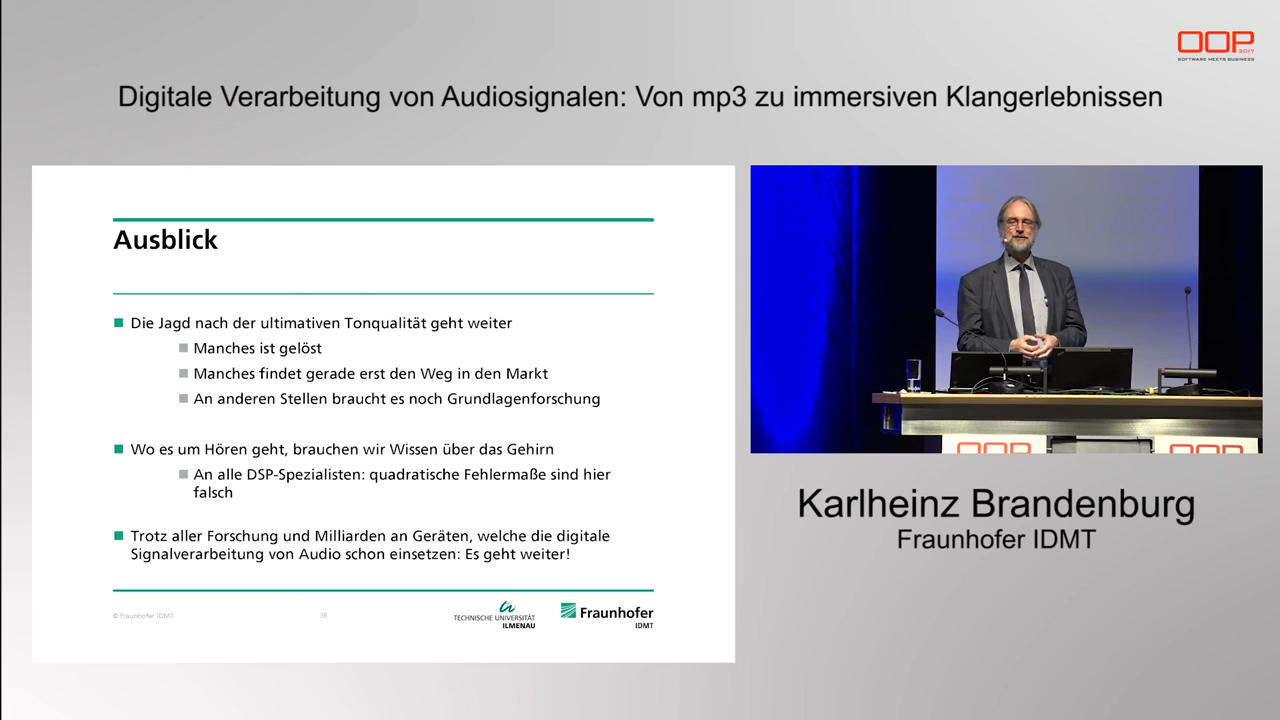 OOP
2017
SOFTWARE MEETS BUSINESS
Digitale Verarbeitung von Audiosignalen: Von mp3 zu immersiven Klangerlebnissen
Ausblick
Die Jagd nach der ultimativen Tonqualität geht weiter
Manches ist gelöst
Manches findet gerade erst den Weg in den Markt
An anderen Stellen braucht es noch Grundlagenforschung
Wo es um Hören geht, brauchen wir Wissen über das Gehirn
An alle DSP-Spezialisten: quadratische Fehlermaße sind hier
falsch
Trotz aller Forschung und Milliarden an Geräten, welche die digitale
Signalverarbeitung von Audio schon einsetzen: Es geht weiter!
© Fraunhofer IDMT
38
TECHNISCHE UNIVERSITÄT
ILMENAU
Fraunhofer
IDMT
OOP
OOP
Karlheinz Brandenburg
Fraunhofer IDMT